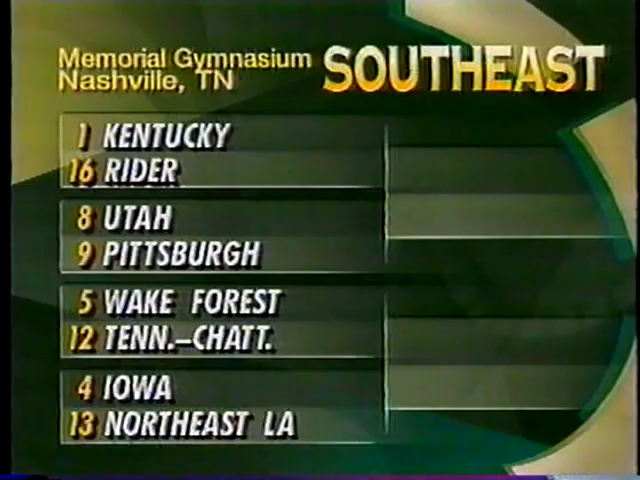 Memorial Gymnasium
Nashville, TN
SOUTHEAST
1 KENTUCKY
16 RIDER
8 UTAH
9 PITTSBURGH
5 WAKE FOREST
12 TENN.–CHATT.
4 IOWA
13 NORTHEAST LA